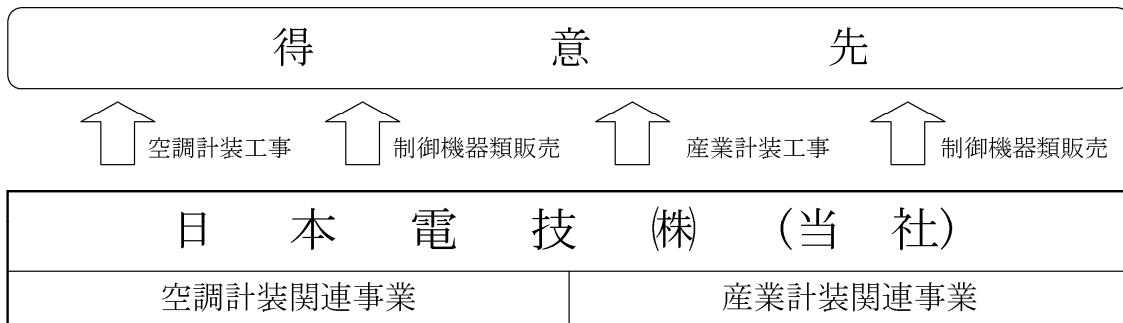 得意先
空調計装工事 制御機器類販売 産業計装工事 制御機器類販売
日本電技㈱(当社)
空調計装関連事業 産業計装関連事業